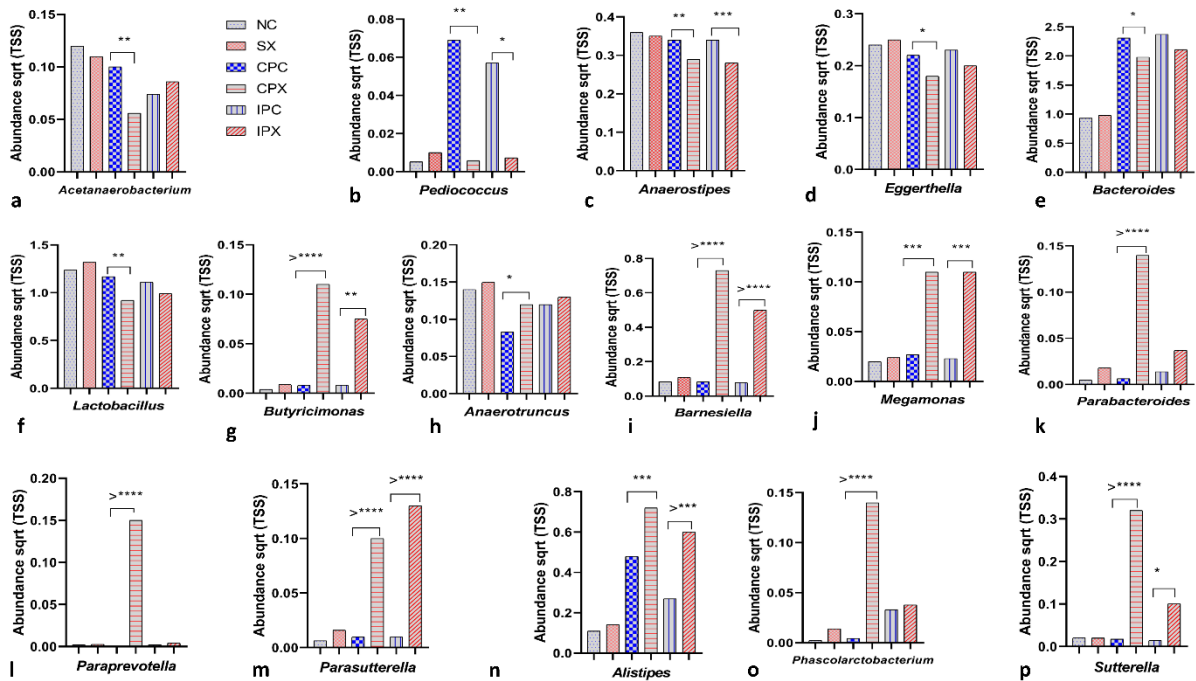 Abundance sqrt (TSS)
0.15
0.10
0.05
0.00
**
Acetanaerobacterium
a
NC
SX
CPC
CPX
IPC
IPX
Abundance sqrt (TSS)
0.08
0.06
0.04
0.02
0.00
**
*
Pediococcus
b
Abundance sqrt (TSS)
0.4
0.3
0.2
0.1
0.0
**
***
Anaerostipes
c
Abundance sqrt (TSS)
0.3
0.2
0.1
0.0
*
Eggerthella
d
Abundance sqrt (TSS)
2.5
2.0
1.5
1.0
0.5
0.0
*
Bacteroides
e
Abundance sqrt (TSS)
1.5
1.0
0.5
0.0
**
Lactobacillus
f
Abundance sqrt (TSS)
0.15
0.10
0.05
0.00
>****
**
Butyricimonas
g
Abundance sqrt (TSS)
0.20
0.15
0.10
0.05
0.00
*
Anaerotruncus
h
Abundance sqrt (TSS)
0.8
0.6
0.4
0.2
0.0
>****
>****
Barnesiella
i
Abundance sqrt (TSS)
0.15
0.10
0.05
0.00
***
***
Megamonas
j
Abundance sqrt (TSS)
0.15
0.10
0.05
0.00
>****
Parabacteroides
k
Abundance sqrt (TSS)
0.20
0.15
0.10
0.05
0.00
>****
Paraprevotella
l
Abundance sqrt (TSS)
0.15
0.10
0.05
0.00
>****
>****
Parasutterella
m
Abundance sqrt (TSS)
0.8
0.6
0.4
0.2
0.0
***
>***
Alistipes
n
Abundance sqrt (TSS)
0.15
0.10
0.05
0.00
>****
Phascolarctobacterium
o
Abundance sqrt (TSS)
0.4
0.3
0.2
0.1
0.0
>****
*
Sutterella
p